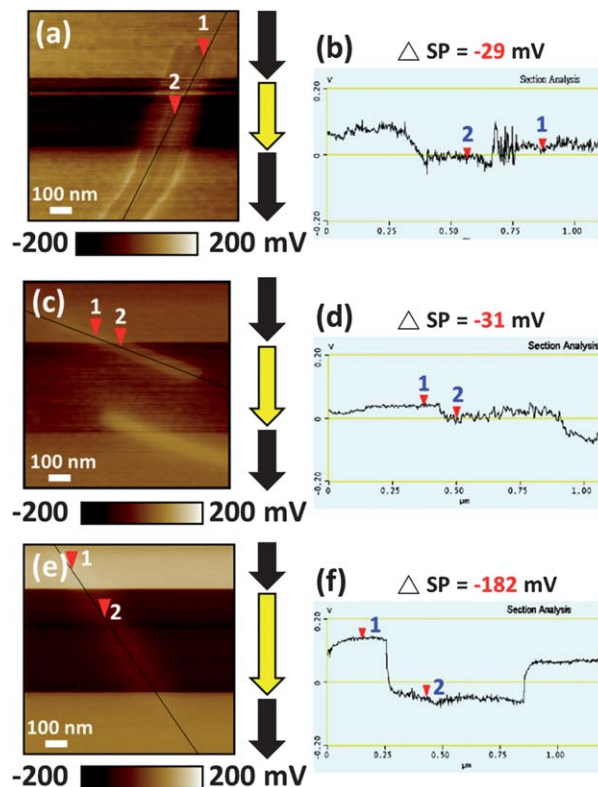 (a)
1
2
100 nm
-200
200 mV
(b)
△ SP = -29 mV
V
Section Analysis
0.20
0
-0.20
2
1
0
0.25
0.50
0.75
1.00
(c)
1
2
100 nm
-200
200 mV
(d)
△ SP = -31 mV
V
Section Analysis
0.20
0
-0.20
1
2
0
0.25
0.50
0.75
1.00
µm
(e)
1
2
100 nm
-200
200 mV
(f)
△ SP = -182 mV
V
Section Analysis
0.20
0
-0.20
1
2
0
0.25
0.50
0.75
1.00
µm